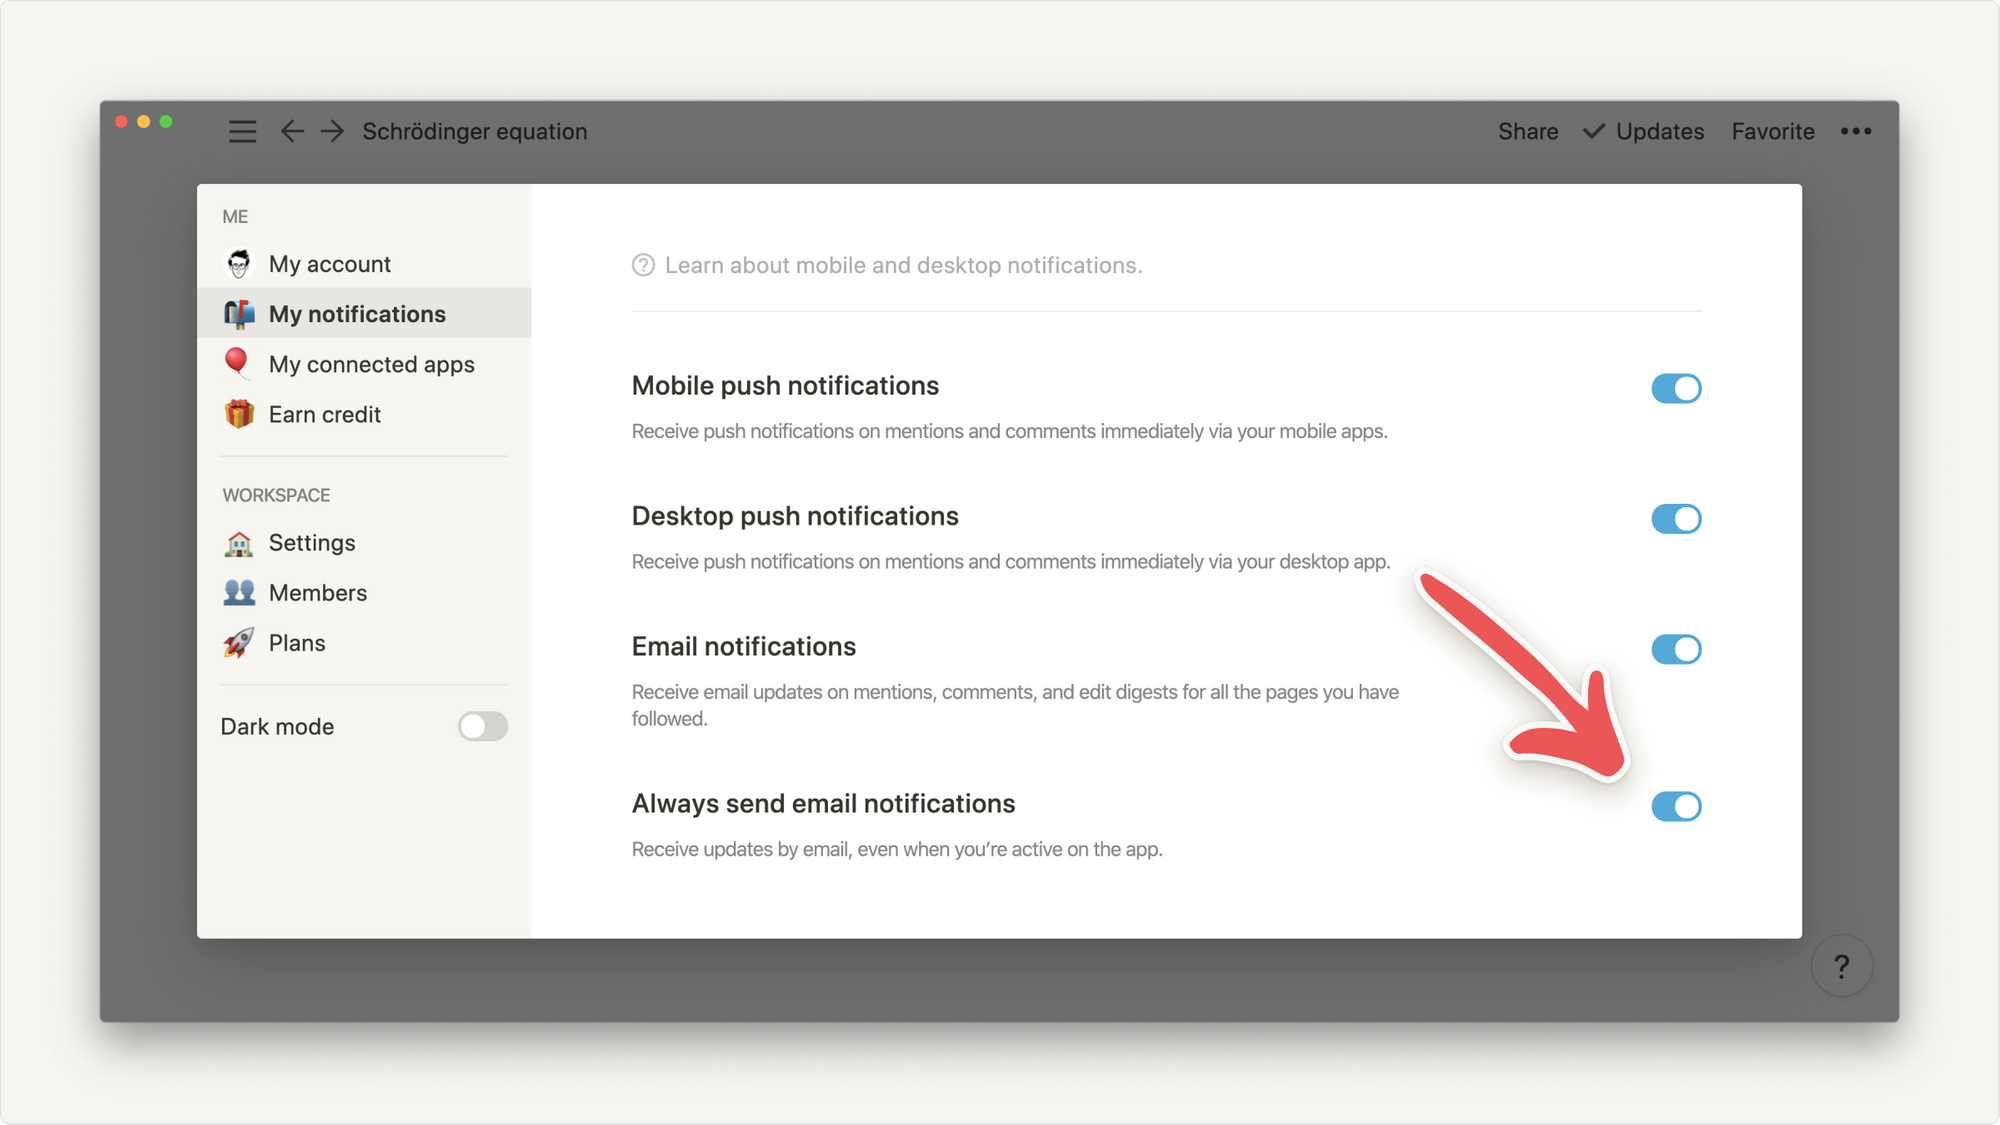 Schrödinger equation
Share Updates Favorite
ME
My account
My notifications
My connected apps
Earn credit
WORKSPACE
Settings
Members
Plans
Dark mode
Learn about mobile and desktop notifications.
Mobile push notifications
Receive push notifications on mentions and comments immediately via your mobile apps.
Desktop push notifications
Receive push notifications on mentions and comments immediately via your desktop app.
Email notifications
Receive email updates on mentions, comments, and edit digests for all the pages you have
followed.
Always send email notifications
Receive updates by email, even when you’re active on the app.
?